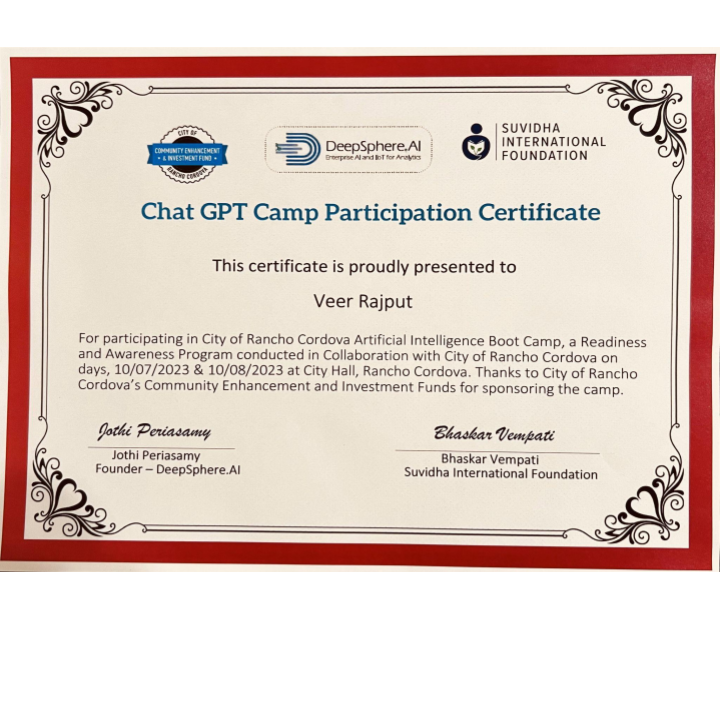 CITY OF
COMMUNITY ENHANCEMENT
& INVESTMENT FUND
RANCHO CORDOVA
DeepSphere.AI
Enterprise AI and IIoT for Analytics
SUVIDHA
INTERNATIONAL
FOUNDATION
Chat GPT Camp Participation Certificate
This certificate is proudly presented to
Veer Rajput
For participating in City of Rancho Cordova Artificial Intelligence Boot Camp, a Readiness
and Awareness Program conducted in Collaboration with City of Rancho Cordova on
days, 10/07/2023 & 10/08/2023 at City Hall, Rancho Cordova. Thanks to City of Rancho
Cordova's Community Enhancement and Investment Funds for sponsoring the camp.
Jothi Periasamy
Jothi Periasamy
Founder – DeepSphere.AI
Bhaskar Vempati
Bhaskar Vempati
Suvidha International Foundation